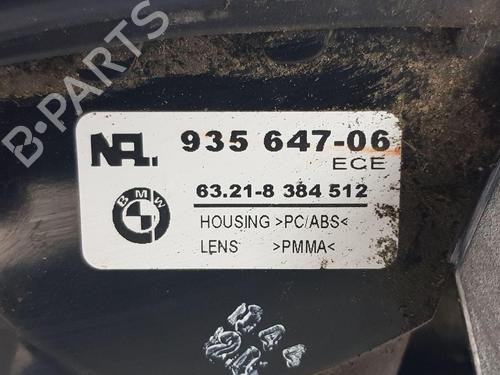 B-PARTS
NAL. 935 647-06
ECE
BMW 63.21-8 384 512
HOUSING >PC/ABS<
LENS >PMMA<